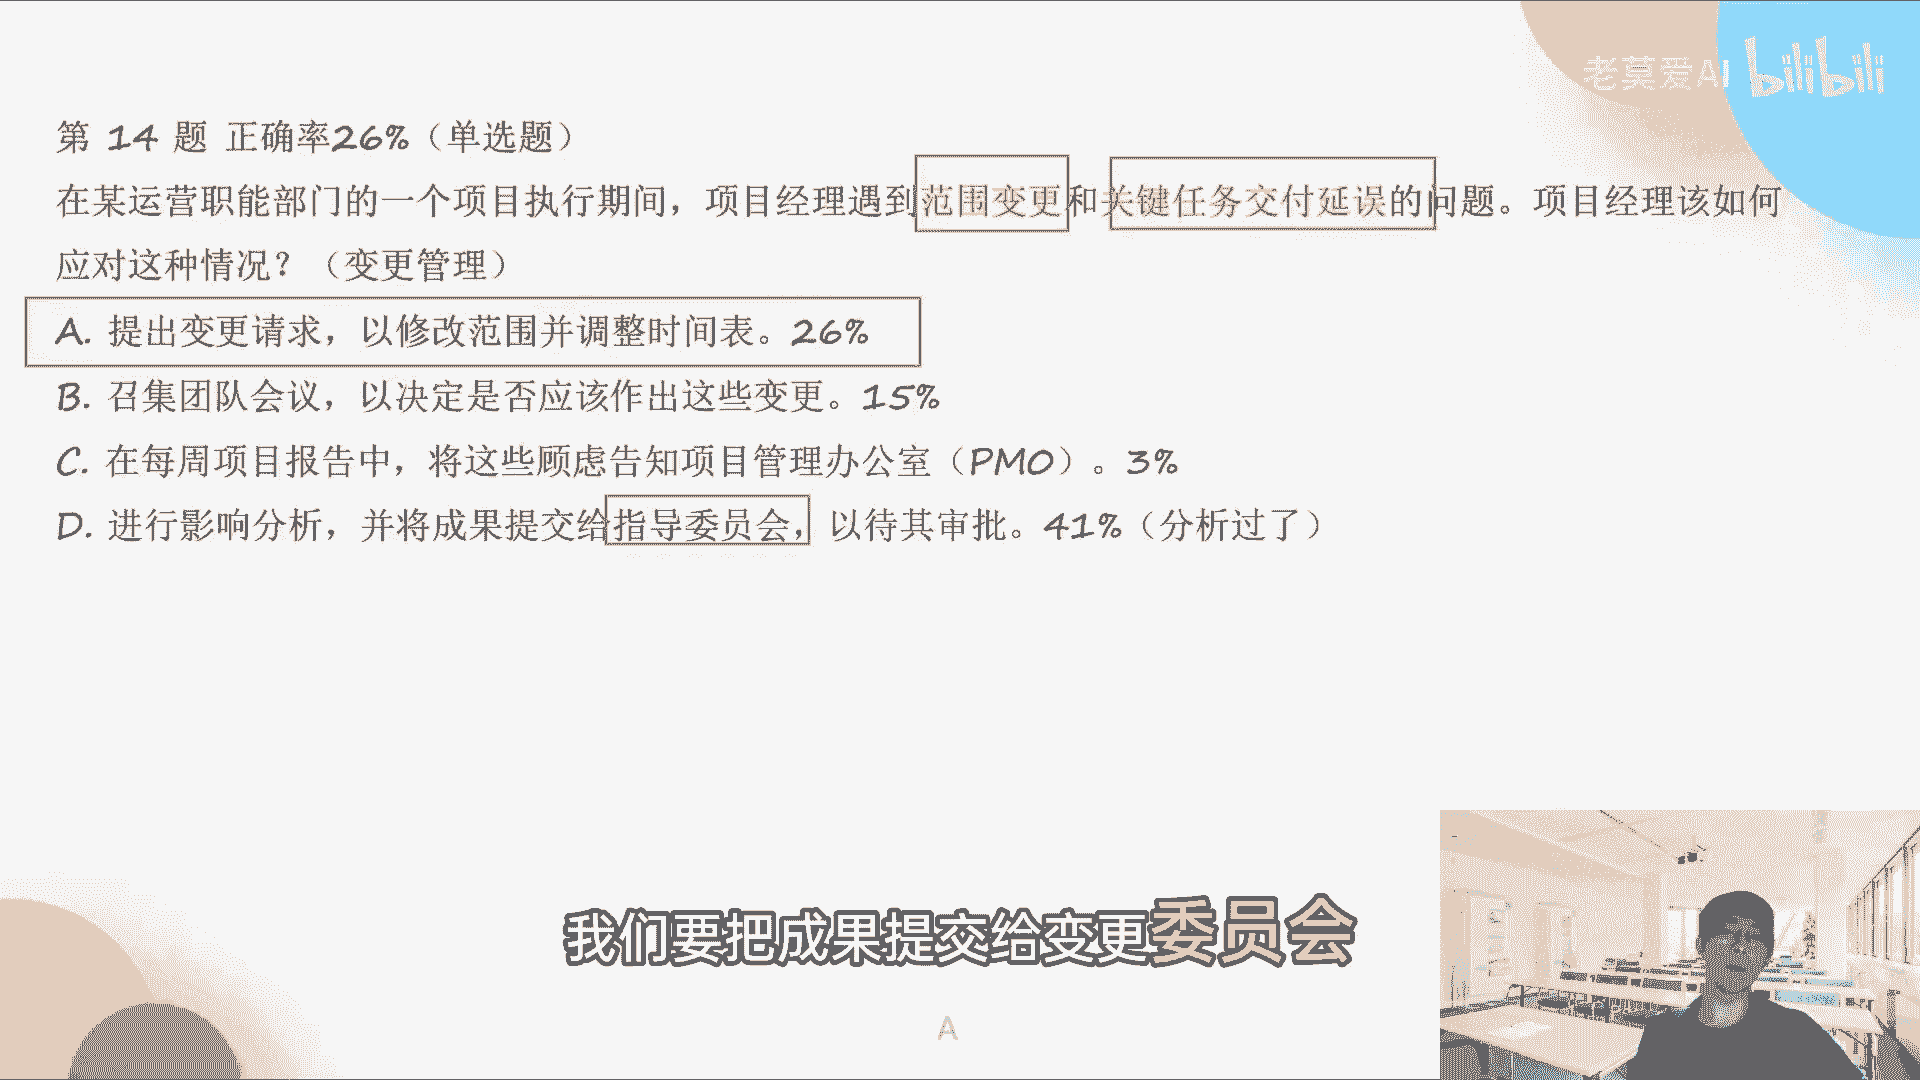 老莫爱AI bilibili
第 14 题 正确率26%（单选题）
在某运营职能部门的一个项目执行期间，项目经理遇到范围变更和关键任务交付延误的问题。项目经理该如何
应对这种情况？（变更管理）
A. 提出变更请求，以修改范围并调整时间表。26%
B. 召集团队会议，以决定是否应该作出这些变更。15%
C. 在每周项目报告中，将这些顾虑告知项目管理办公室（PMO）。3%
D. 进行影响分析，并将成果提交给指导委员会，以待其审批。41%（分析过了）
我们要把成果提交给变更委员会
A